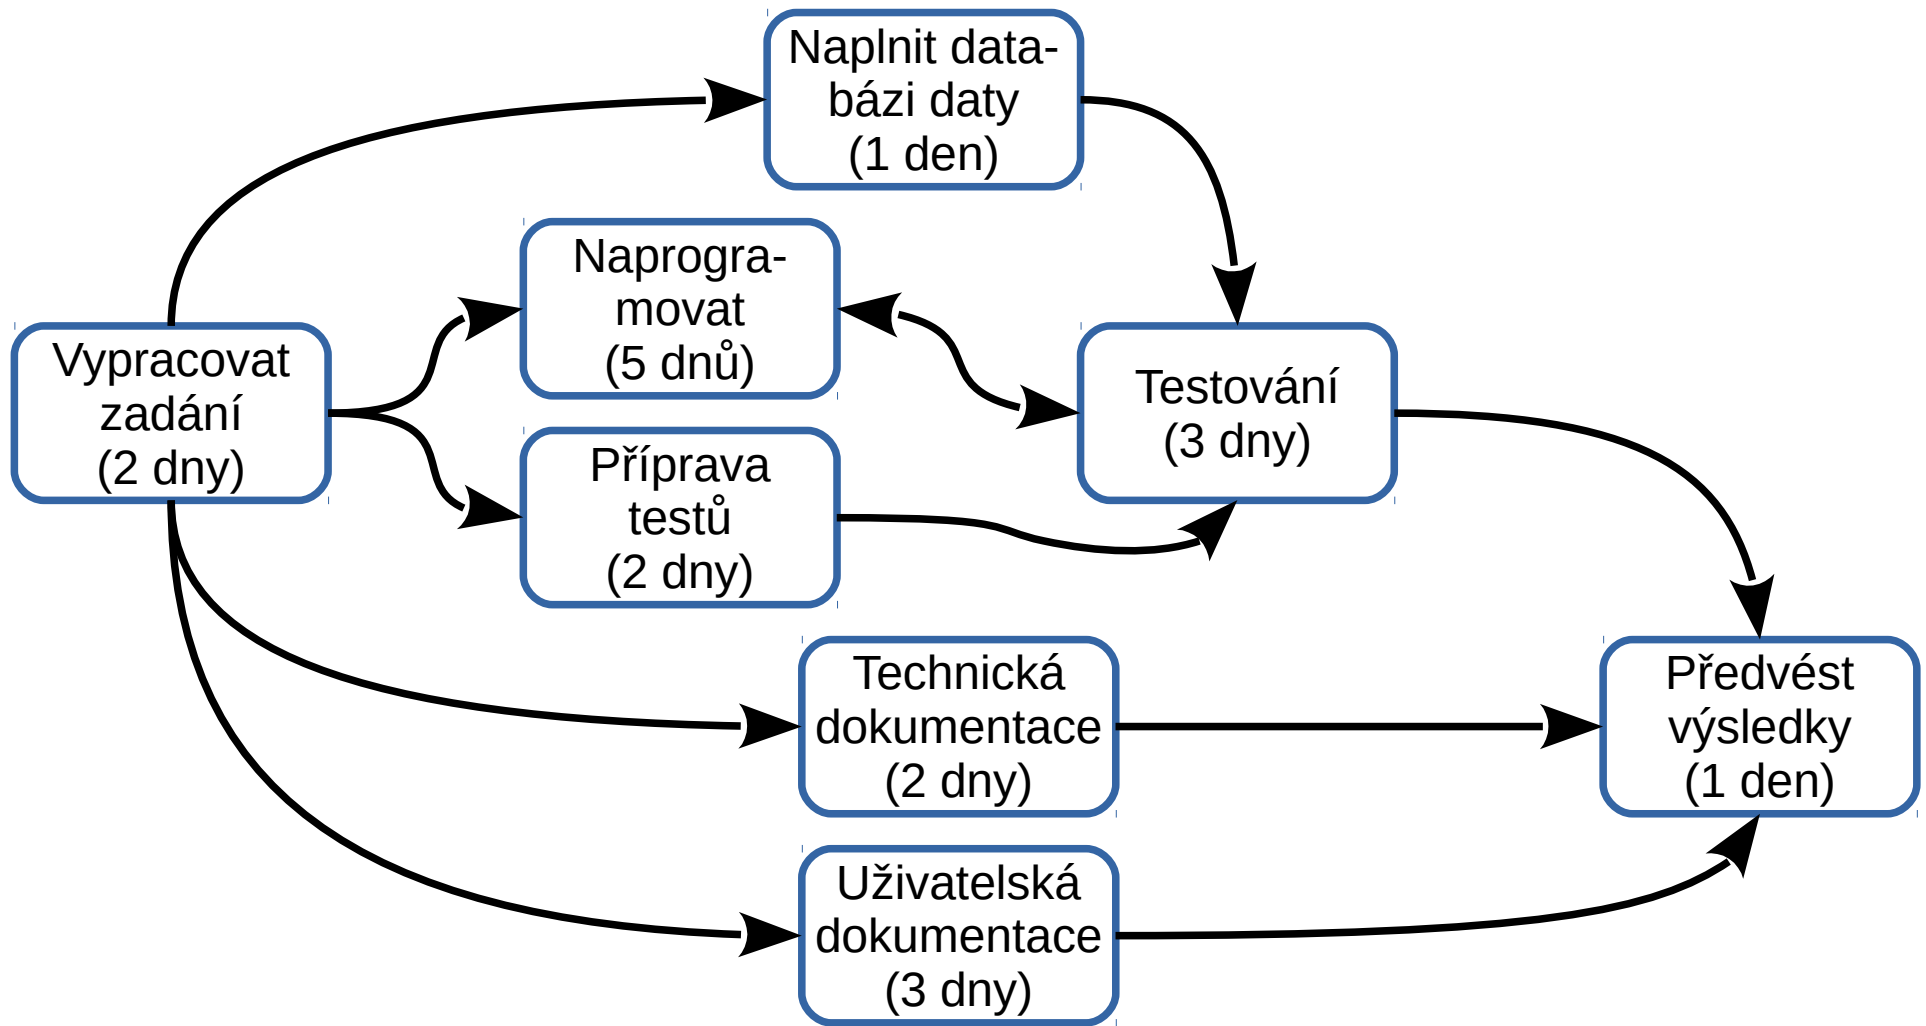 Naplnit data-
bázi daty
(1 den)
Naprogra-
movat
(5 dnů)
Vypracovat
zadání
(2 dny)
Testování
(3 dny)
Příprava
testů
(2 dny)
Technická
dokumentace
(2 dny)
Předvést
výsledky
(1 den)
Uživatelská
dokumentace
(3 dny)